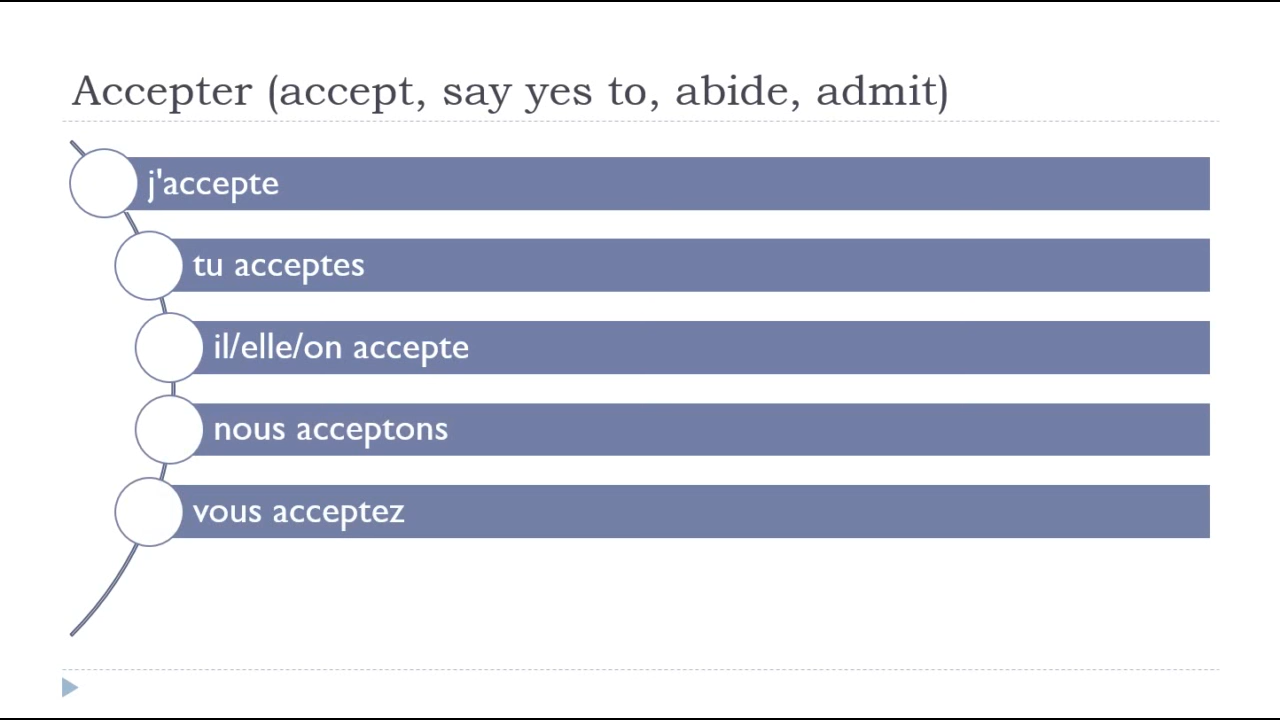 Accepter (accept, say yes to, abide, admit)
j'accepte
tu acceptes
il/elle/on accepte
nous acceptons
vous acceptez